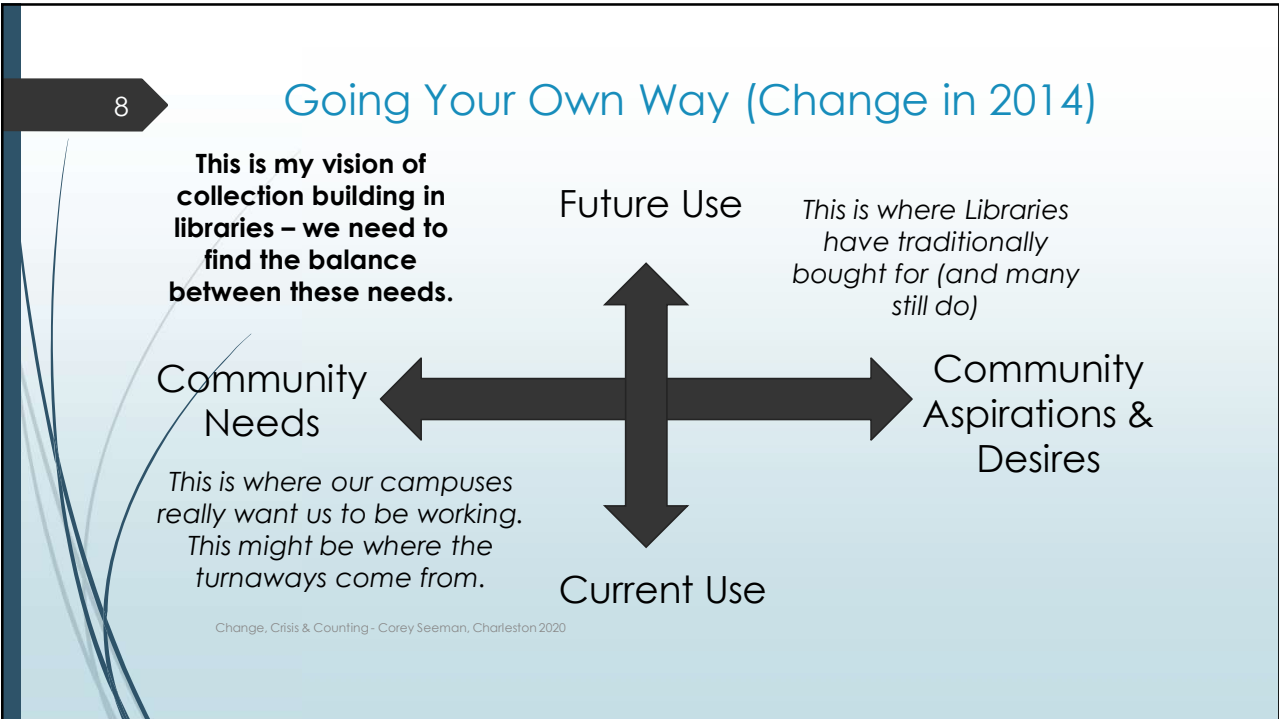 8
Going Your Own Way (Change in 2014)
This is my vision of
collection building in
libraries – we need to
find the balance
between these needs.
Future Use
This is where Libraries
have traditionally
bought for (and many
still do)
Community
Needs
Community
Aspirations &
Desires
This is where our campuses
really want us to be working.
This might be where the
turnaways come from.
Current Use
Change, Crisis & Counting - Corey Seeman, Charleston 2020